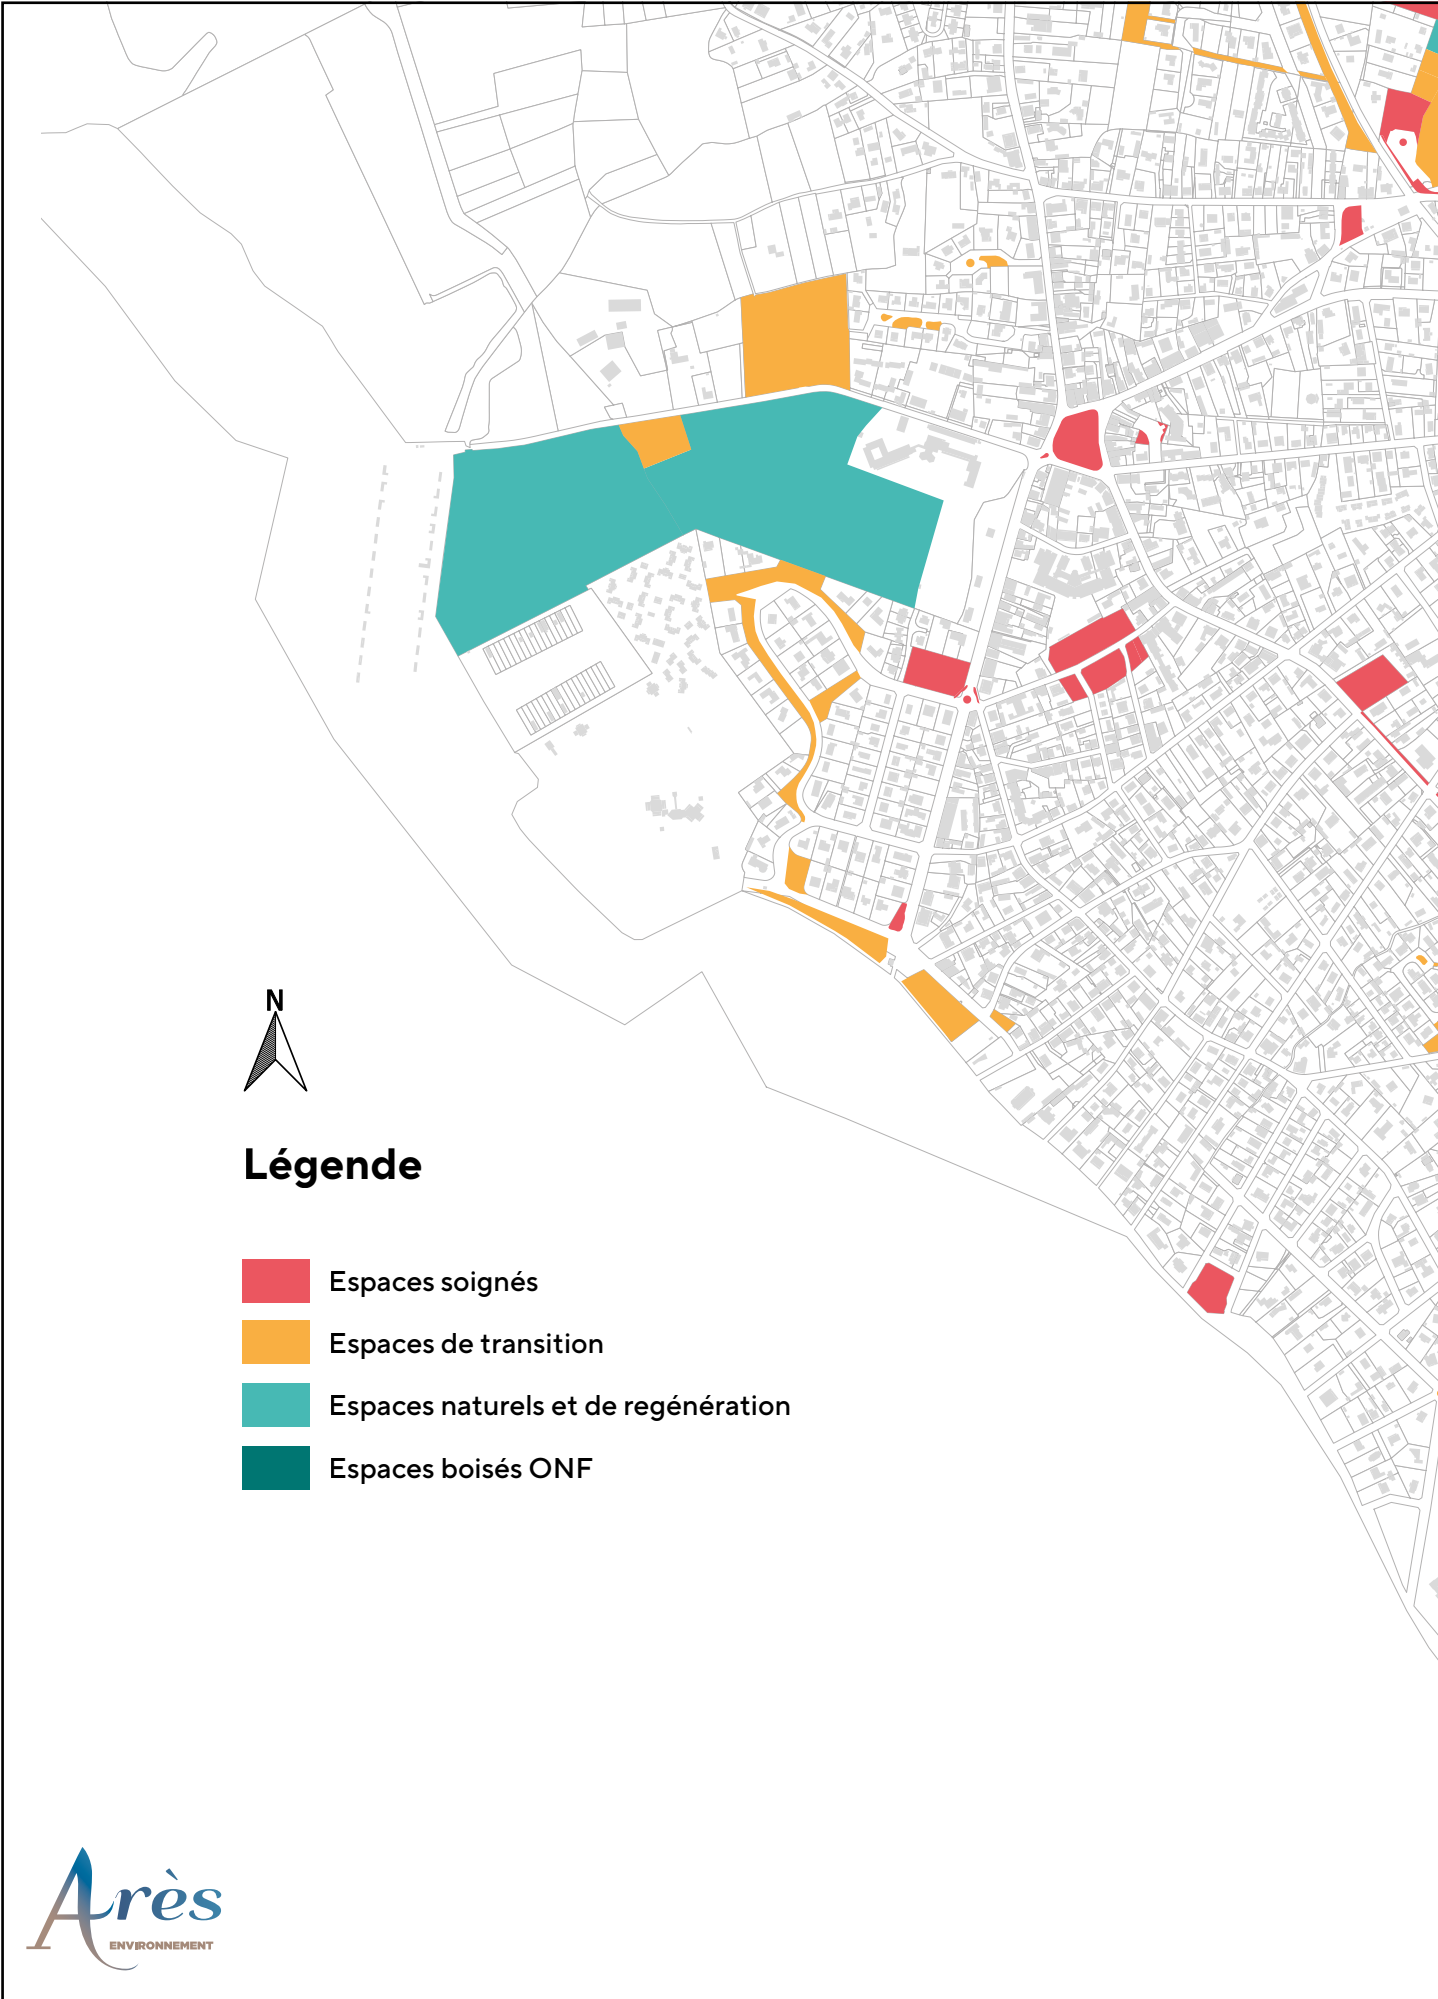 N
Légende
Espaces soignés
Espaces de transition
Espaces naturels et de regénération
Espaces boisés ONF
Arès
ENVIRONNEMENT